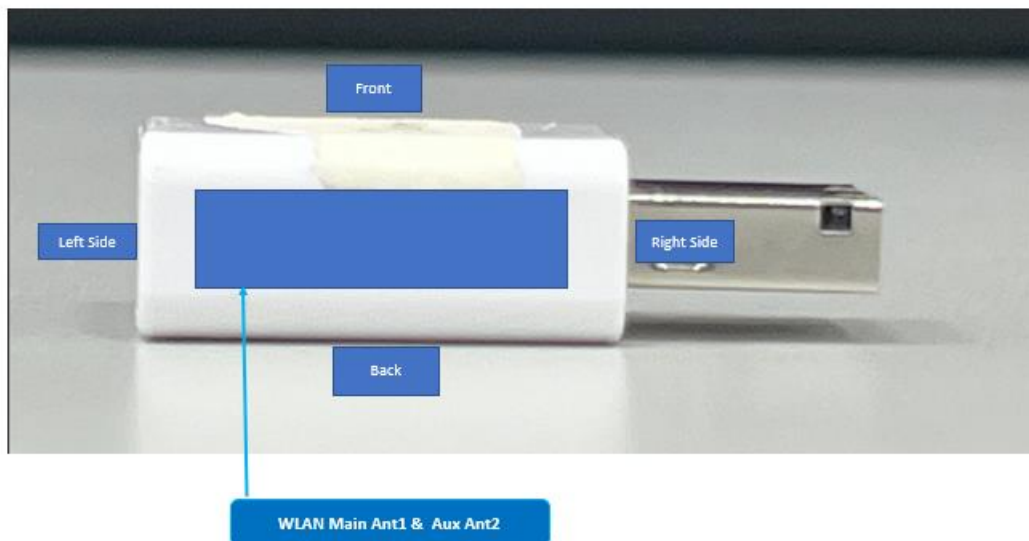 Front
Left Side
Right Side
Back
WLAN Main Ant1 & Aux Ant2